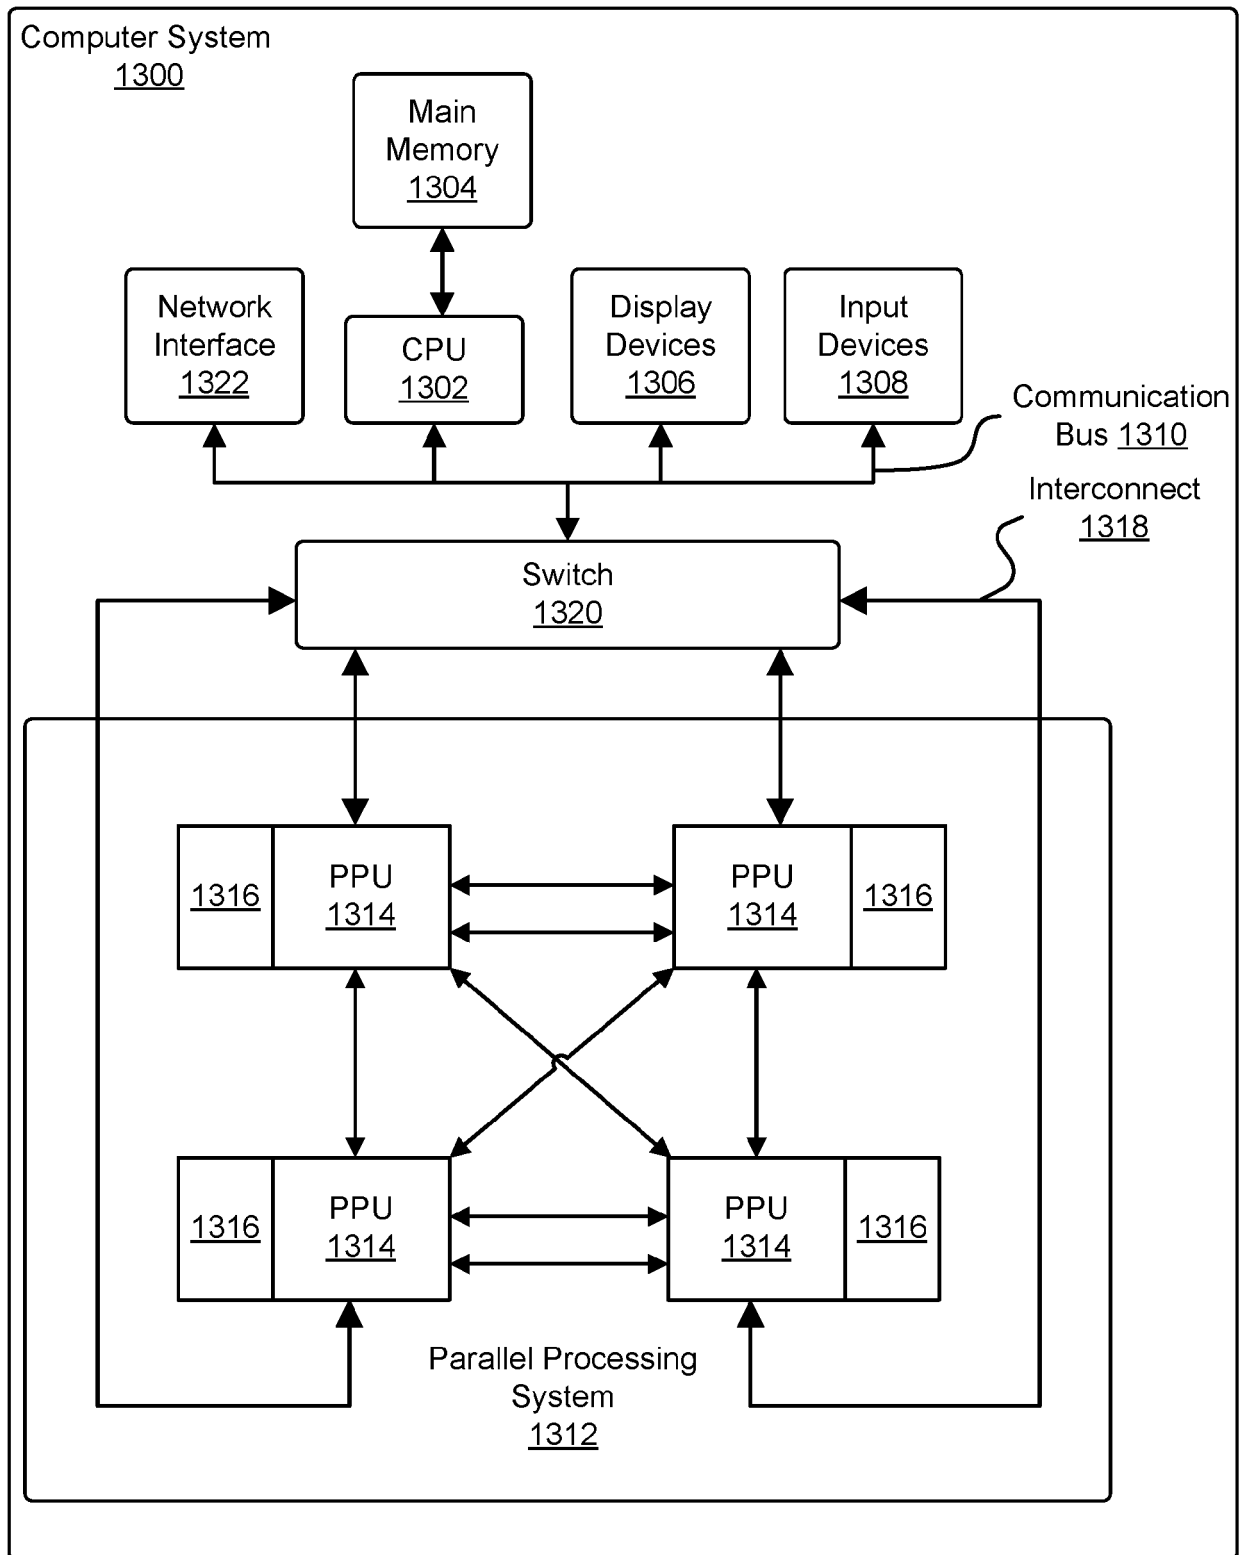 Computer System
1300
Main
Memory
1304
Network
Interface
1322
CPU
1302
Display
Devices
1306
Input
Devices
1308
Communication
Bus 1310
Interconnect
1318
Switch
1320
1316
PPU
1314
PPU
1314
1316
1316
PPU
1314
PPU
1314
1316
Parallel Processing
System
1312